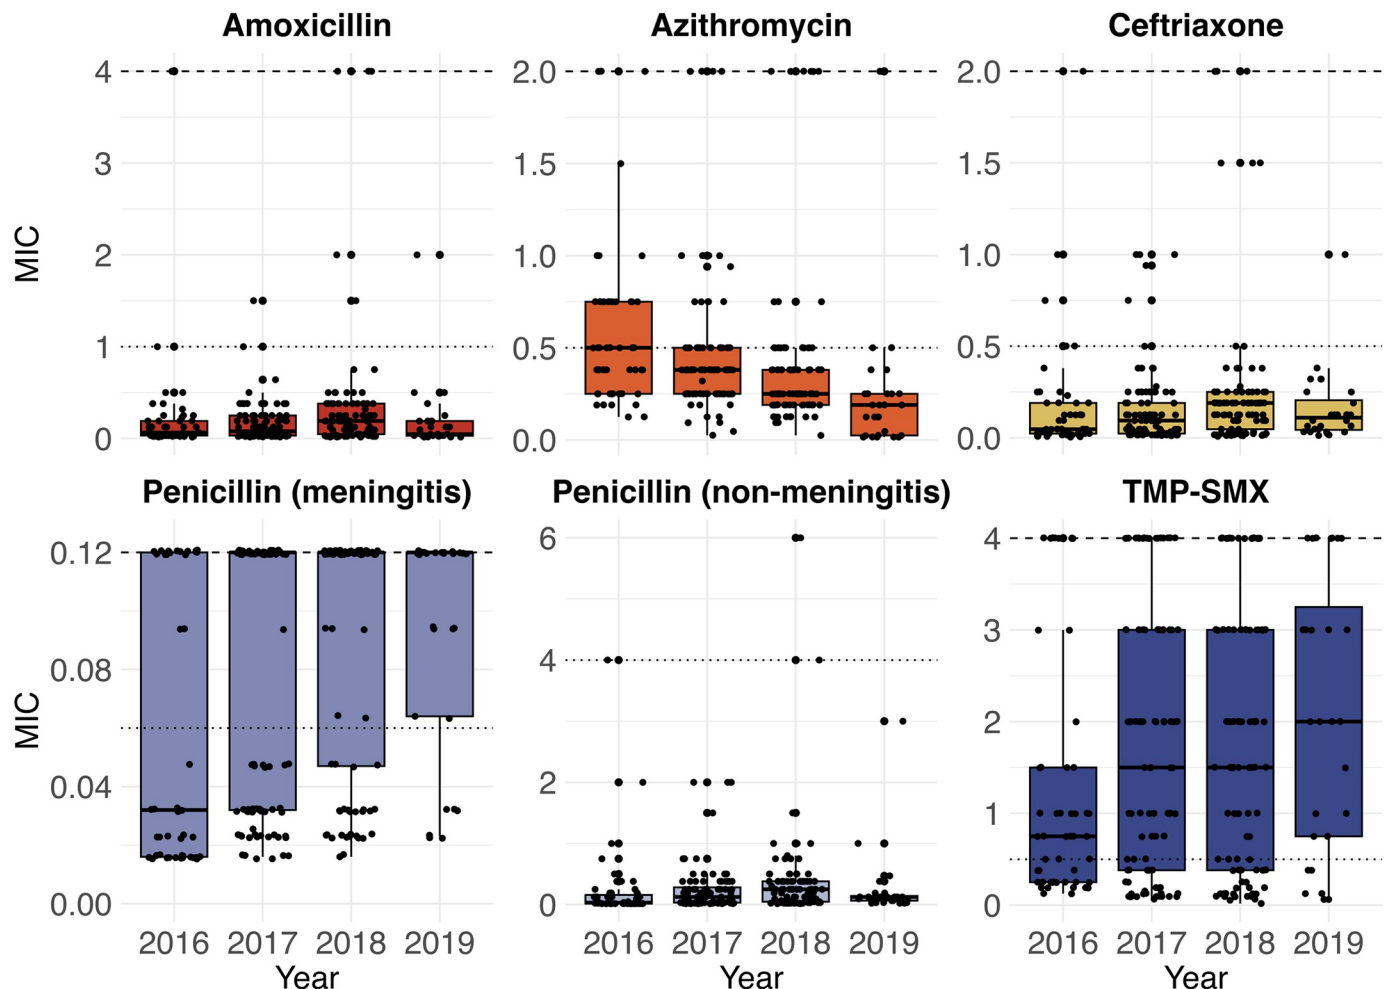 Amoxicillin Azithromycin Ceftriaxone
MIC
4 3 2 1 0
2.0 1.5 1.0 0.5 0.0
2.0 1.5 1.0 0.5 0.0
Penicillin (meningitis) Penicillin (non-meningitis) TMP-SMX
MIC
0.12 0.08 0.04 0.00
6 4 2 0
4 3 2 1 0
2016 2017 2018 2019 2016 2017 2018 2019 2016 2017 2018 2019
Year Year Year